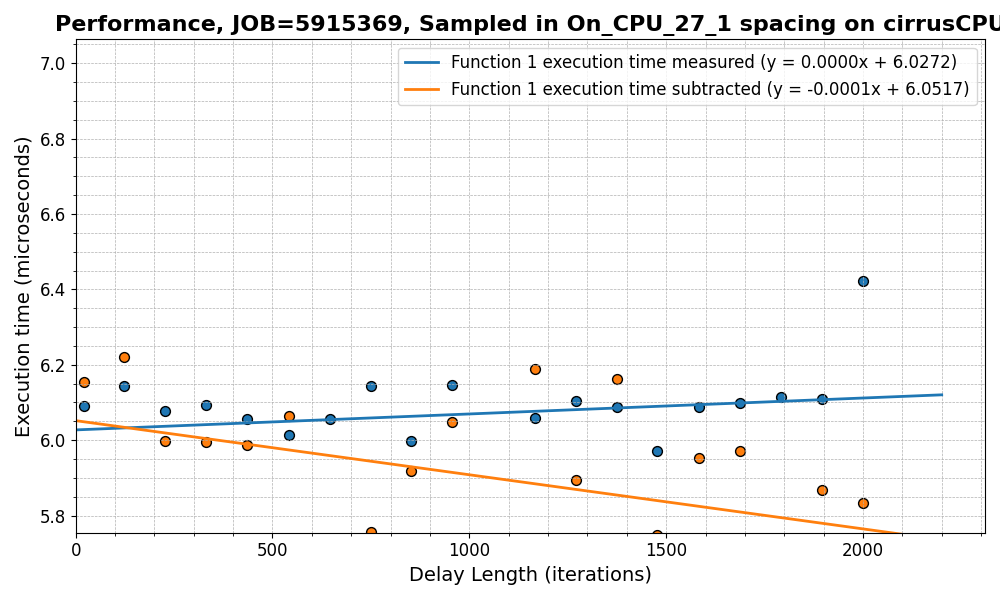 Performance, JOB=5915369, Sampled in On_CPU_27_1 spacing on cirrusCPU
Function 1 execution time measured (y = 0.0000x + 6.0272)
Function 1 execution time subtracted (y = -0.0001x + 6.0517)
Execution time (microseconds)
7.0
6.8
6.6
6.4
6.2
6.0
5.8
0 500 1000 1500 2000
Delay Length (iterations)